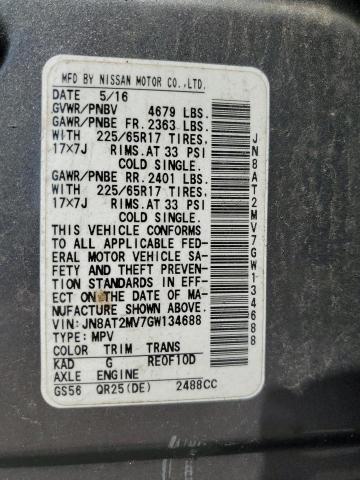 MFD BY NISSAN MOTOR CO.,LTD.
DATE 5/16
GVWR/PNBV 4679 LBS.
GAWR/PNBE FR. 2363 LBS.
WITH 225/65R17 TIRES,
17×7J RIMS, AT 33 PSI
COLD SINGLE.
GAWR/PNBE RR. 2401 LBS.
WITH 225/65R17 TIRES,
17×7J RIMS, AT 33 PSI
COLD SINGLE.
THIS VEHICLE CONFORMS
TO ALL APPLICABLE FED-
ERAL MOTOR VEHICLE SA-
FETY AND THEFT PREVEN-
TION STANDARDS IN EFF-
ECT ON THE DATE OF MA-
NUFACTURE SHOWN ABOVE.
VIN: JN8AT2MV7GW134688
TYPE: MPV
COLOR TRIM TRANS
KAD G RE0F10D
AXLE ENGINE
GS56 QR25(DE) 2488CC
JN8AT2MV7GW134688